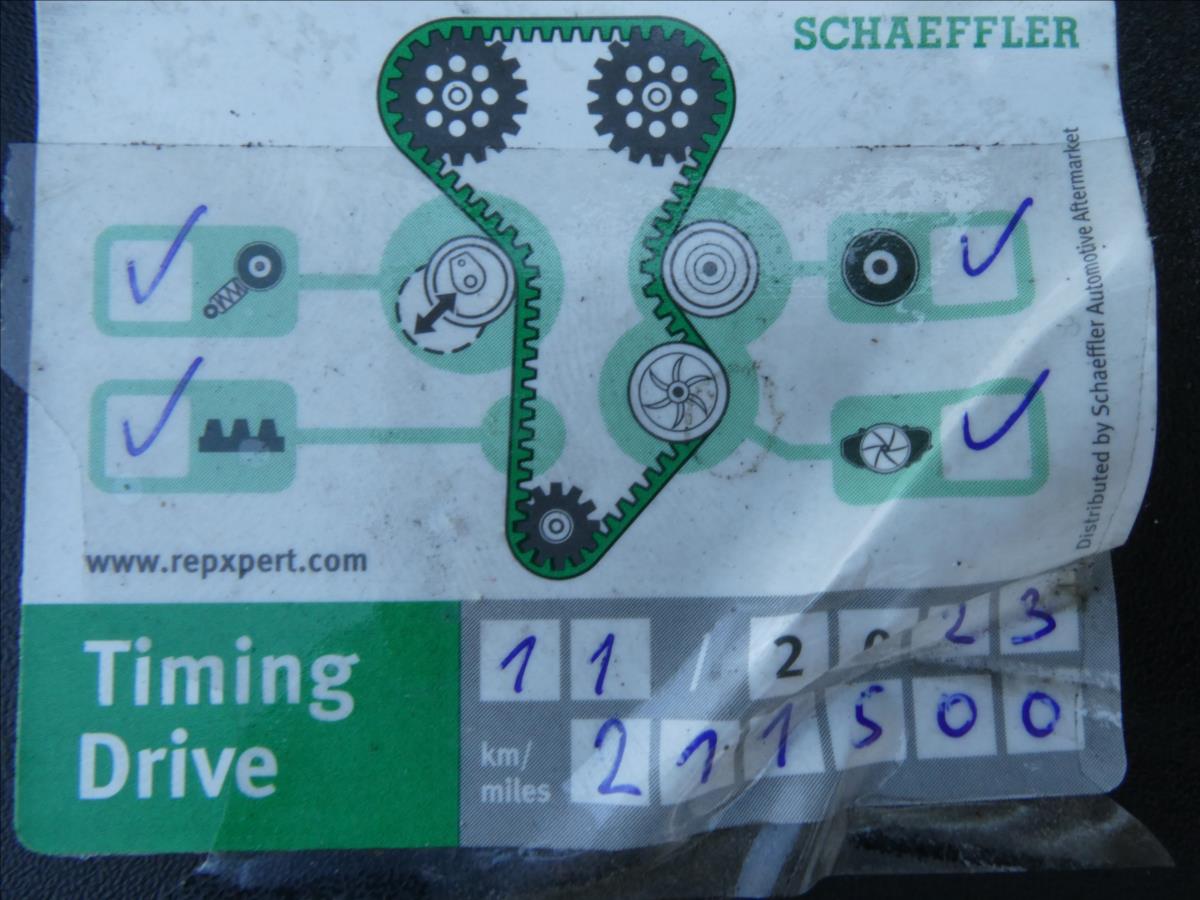 SCHAEFFLER
Distributed by Schaeffler Automotive Aftermarket
www.repxpert.com
Timing
Drive
11 / 2023
km/
miles
211500